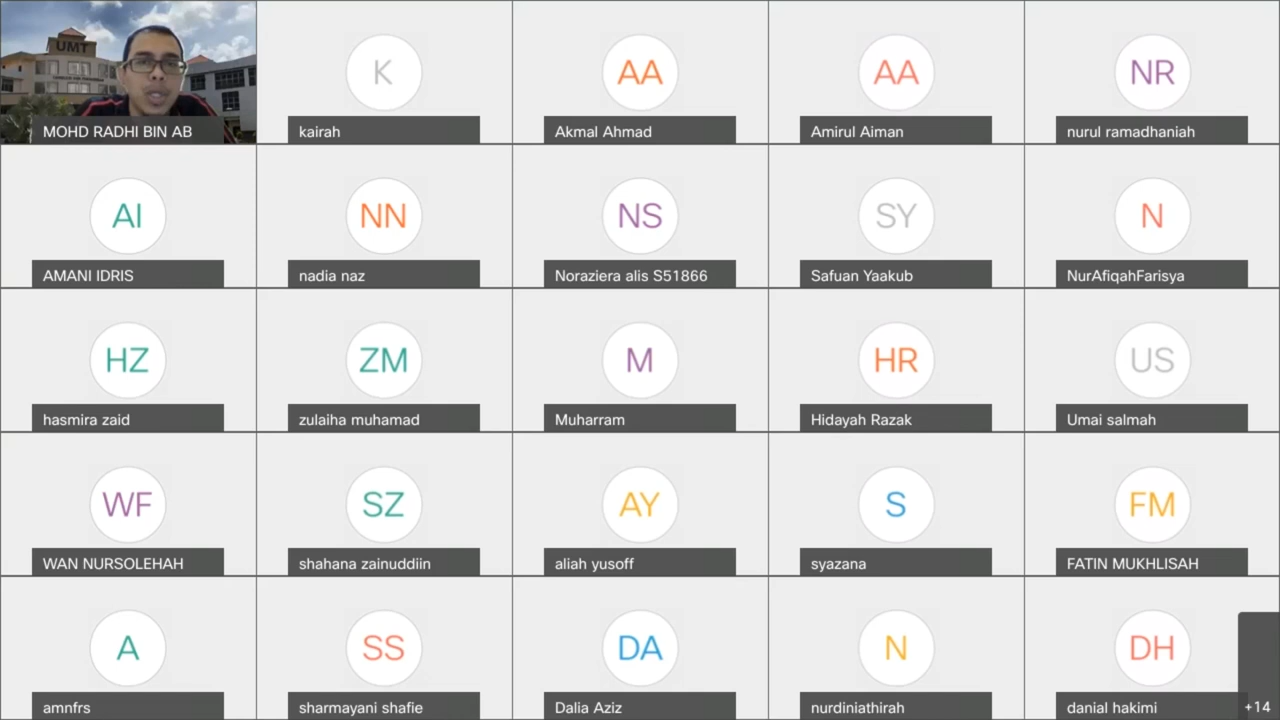 UMT
MOHD RADHI BIN AB
K
kairah
AA
Akmal Ahmad
AA
Amirul Aiman
NR
nurul ramadhaniah
AI
AMANI IDRIS
NN
nadia naz
NS
Noraziera alis S51866
SY
Safuan Yaakub
N
NurAfiqahFarisya
HZ
hasmira zaid
ZM
zulaiha muhamad
M
Muharram
HR
Hidayah Razak
US
Umai salmah
WF
WAN NURSOLEHAH
SZ
shahana zainuddiin
AY
aliah yusoff
S
syazana
FM
FATIN MUKHLISAH
A
amnfrs
SS
sharmayani shafie
DA
Dalia Aziz
N
nurdiniathirah
DH
danial hakimi
+14